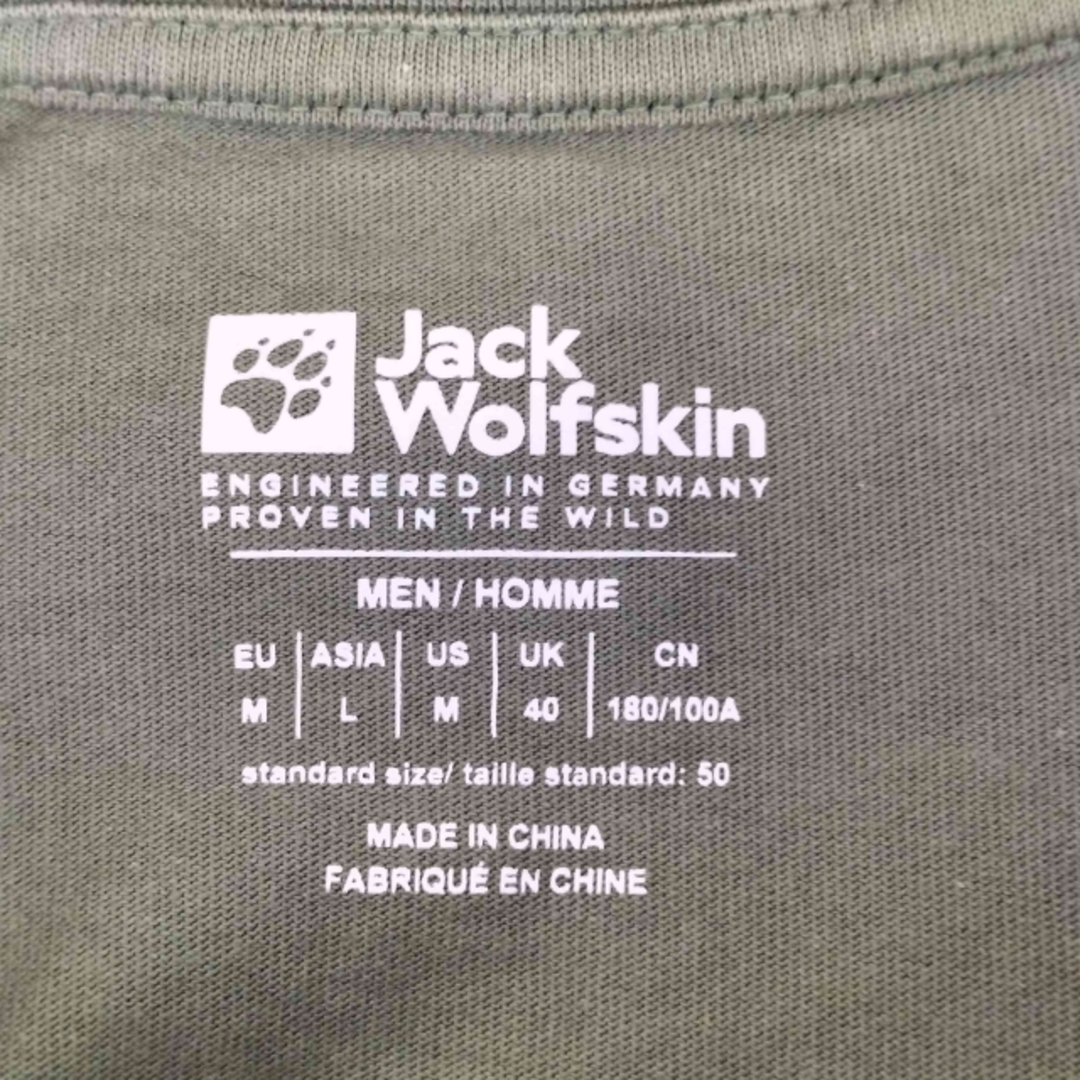 Jack
Wolfskin
ENGINEERED IN GERMANY
PROVEN IN THE WILD
MEN / HOMME
EU | ASIA | US | UK | CN
M | L | M | 40 | 180/100A
standard size/ taille standard: 50
MADE IN CHINA
FABRIQUÉ EN CHINE